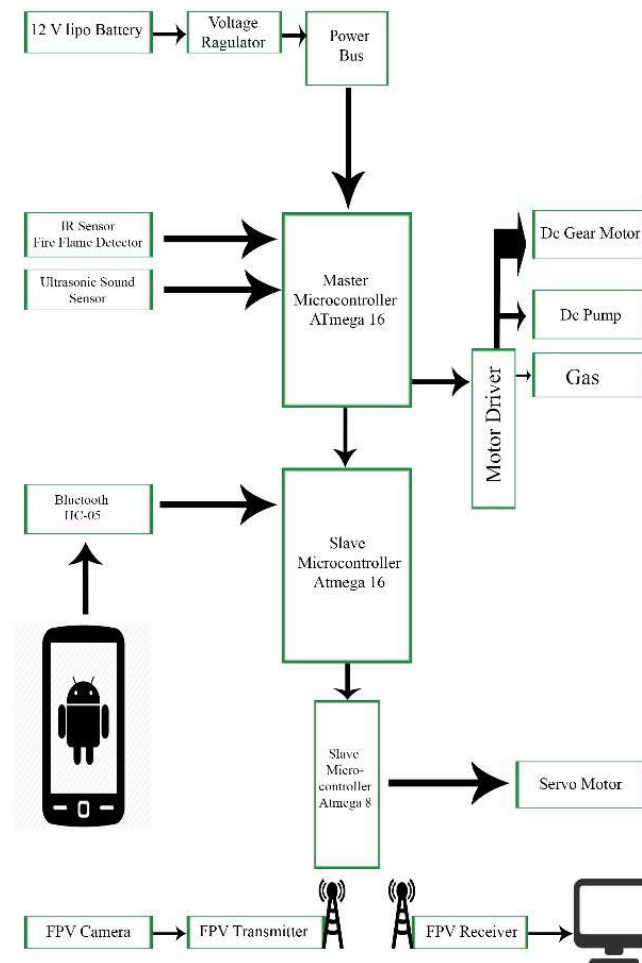 12 V lipo Battery
Voltage
Ragulator
Power
Bus
IR Sensor
Fire Flame Detector
Ultrasonic Sound
Sensor
Master
Microcontroller
ATmega 16
Dc Gear Motor
Dc Pump
Gas
Motor Driver
Bluetooth
HC-05
Slave
Microcontroller
Atmega 16
Slave
Micro-
controller
Atmega 8
Servo Motor
FPV Camera
FPV Transmitter
FPV Receiver